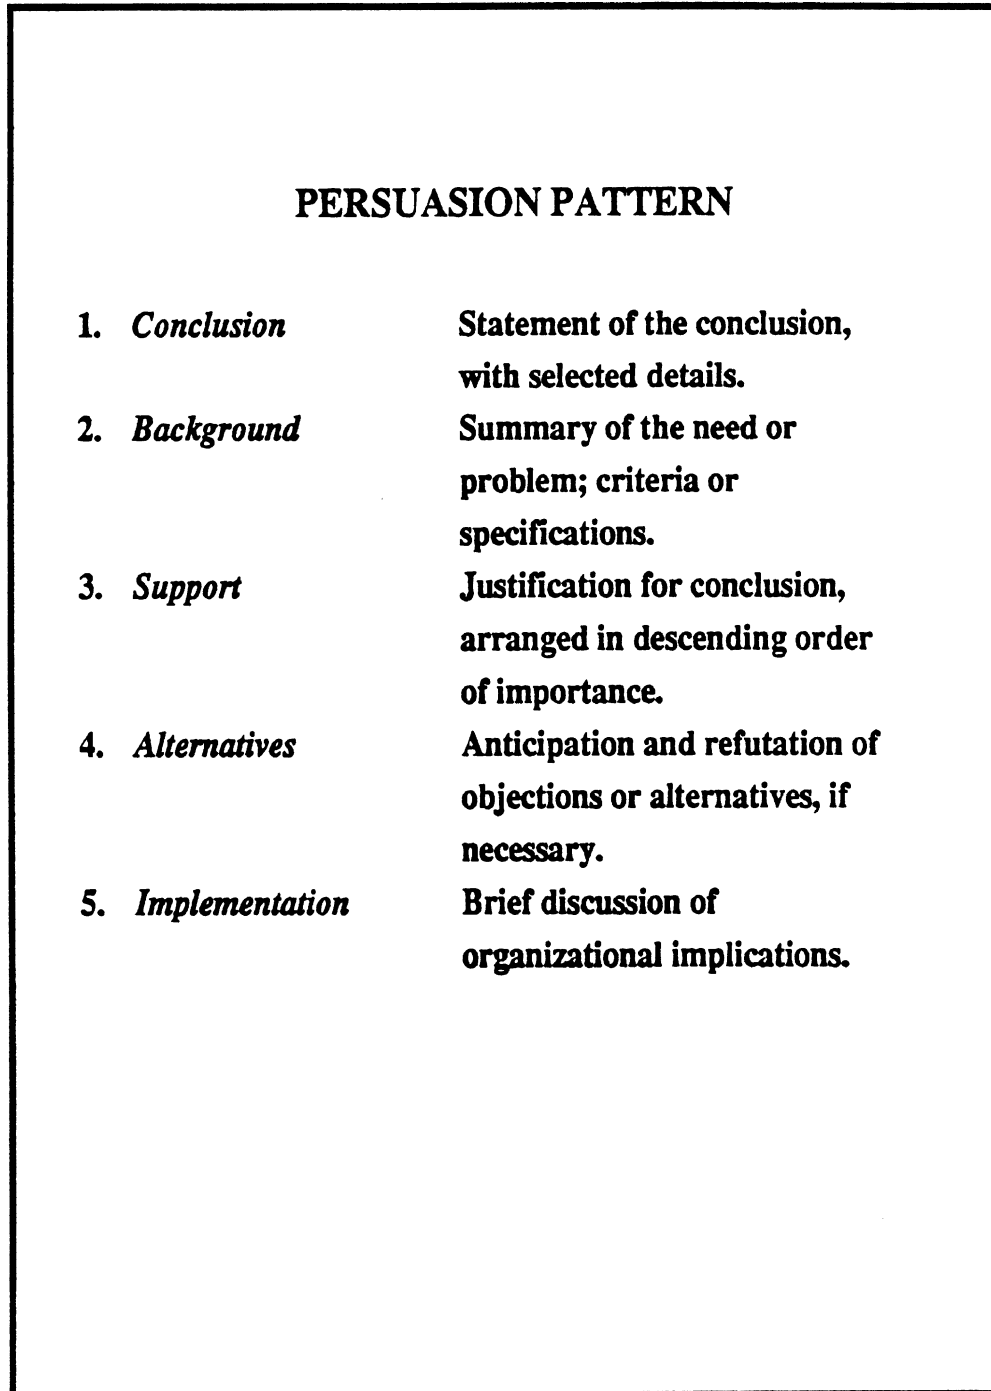 PERSUASION PATTERN
1. Conclusion Statement of the conclusion,
with selected details.
2. Background Summary of the need or
problem; criteria or
specifications.
3. Support Justification for conclusion,
arranged in descending order
of importance.
4. Alternatives Anticipation and refutation of
objections or alternatives, if
necessary.
5. Implementation Brief discussion of
organizational implications.